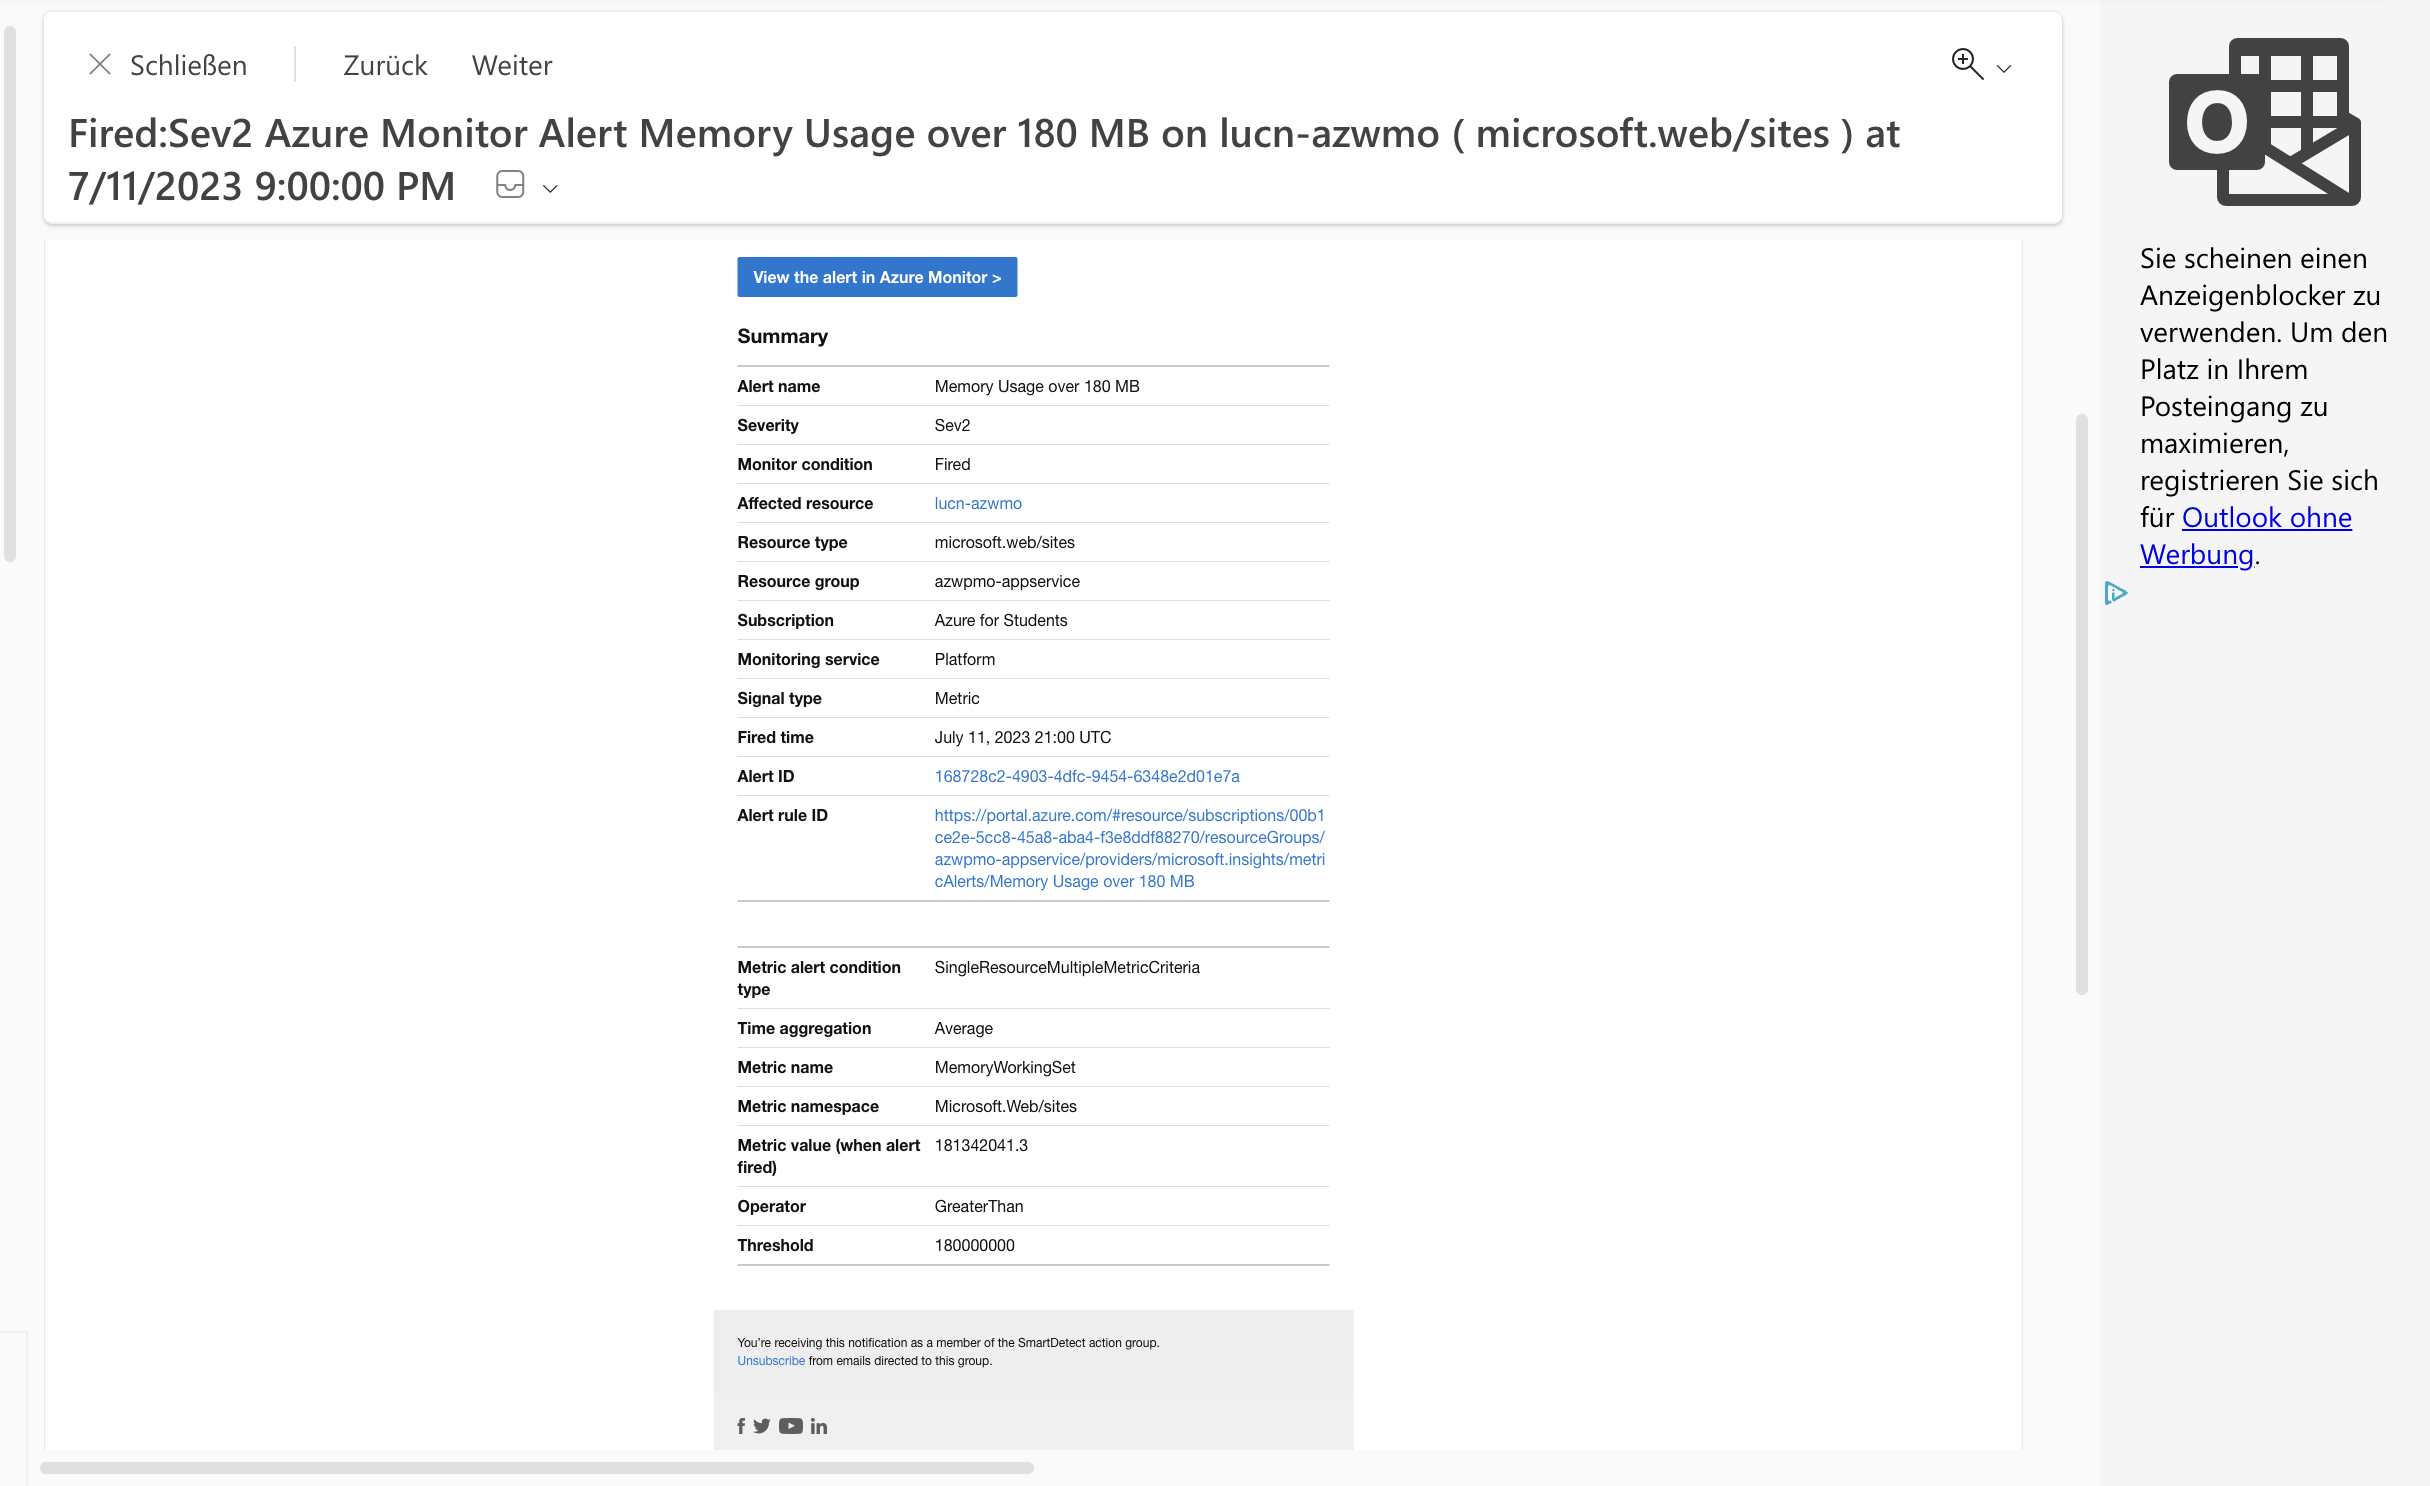 Schließen
Zurück
Weiter
Fired:Sev2 Azure Monitor Alert Memory Usage over 180 MB on lucn-azwmo ( microsoft.web/sites ) at
7/11/2023 9:00:00 PM
View the alert in Azure Monitor >
Summary
Alert name Memory Usage over 180 MB
Severity Sev2
Monitor condition Fired
Affected resource lucn-azwmo
Resource type microsoft.web/sites
Resource group azwpmo-appservice
Subscription Azure for Students
Monitoring service Platform
Signal type Metric
Fired time July 11, 2023 21:00 UTC
Alert ID 168728c2-4903-4dfc-9454-6348e2d01e7a
Alert rule ID https://portal.azure.com/#resource/subscriptions/00b1
ce2e-5cc8-45a8-aba4-f3e8ddf88270/resourceGroups/
azwpmo-appservice/providers/microsoft.insights/metri
cAlerts/Memory Usage over 180 MB
Metric alert condition SingleResourceMultipleMetricCriteria
type
Time aggregation Average
Metric name MemoryWorkingSet
Metric namespace Microsoft.Web/sites
Metric value (when alert 181342041.3
fired)
Operator GreaterThan
Threshold 180000000
You're receiving this notification as a member of the SmartDetect action group.
Unsubscribe from emails directed to this group.
Sie scheinen einen
Anzeigenblocker zu
verwenden. Um den
Platz in Ihrem
Posteingang zu
maximieren,
registrieren Sie sich
für Outlook ohne
Werbung.